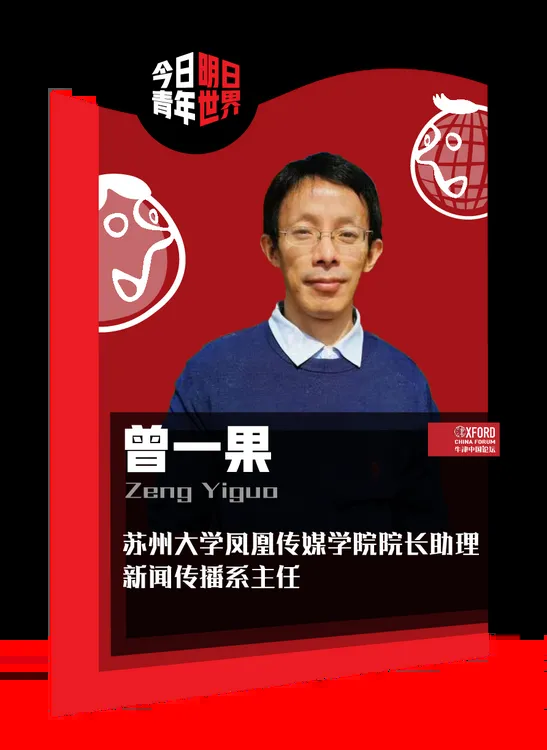 今日明日
青年世界
OXFORD
CHINA FORUM
牛津中国论坛
曾一果
Zeng Yiguo
苏州大学凤凰传媒学院院长助理
新闻传播系主任